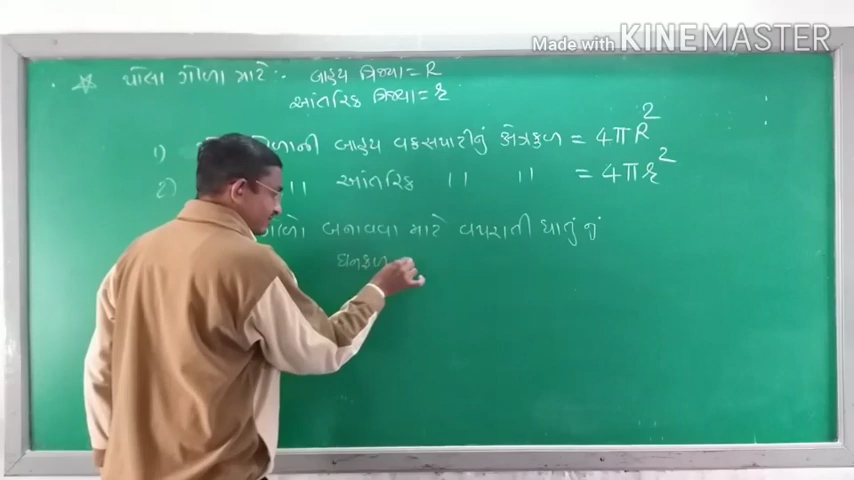 Made with KINEMASTER
☆ પોલા ગોળા માટે :- બાહ્ય ત્રિજ્યા = R
આંતરિક ત્રિજ્યા = r
1) ગોળાની બાહ્ય વક્રસપાટીનું ક્ષેત્રફળ = 4πR²
2) '' આંતરિક '' '' = 4πr²
ગોળો બનાવવા માટે વપરાતી ધાતુંનું
ઘનફળ